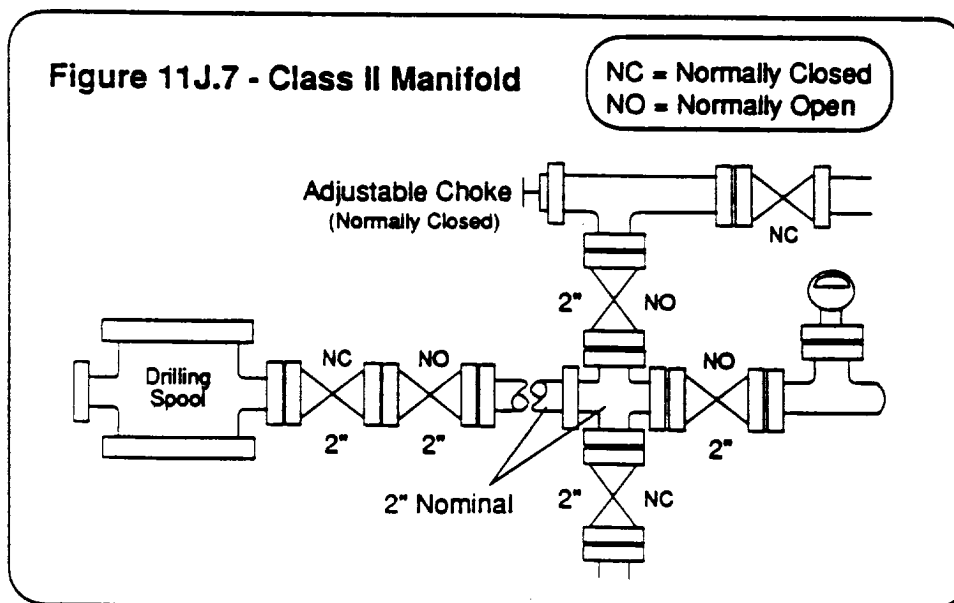 Figure 11J.7 - Class II Manifold
NC = Normally Closed
NO = Normally Open
Adjustable Choke
(Normally Closed)
NC
2" NO
NC NO
NO
Drilling
Spool
2" 2"
2"
2" Nominal
2" NC